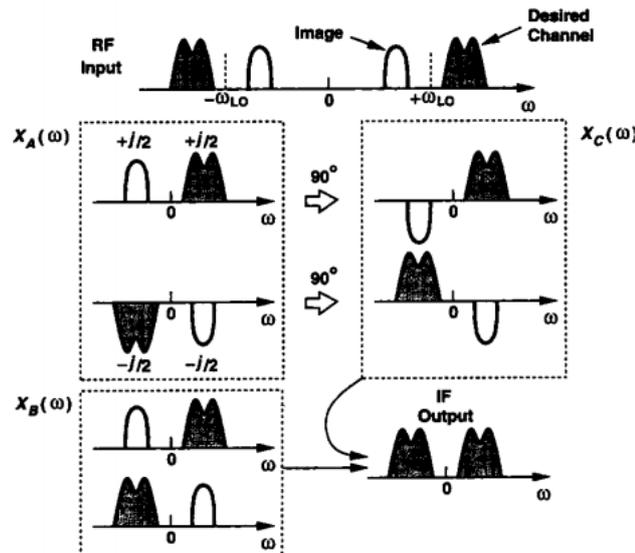 RF
Input
Image
Desired
Channel
−ω_LO
0
+ω_LO
ω
X_A(ω)
+j/2
+j/2
0
ω
90°
X_C(ω)
0
ω
0
ω
−j/2
−j/2
90°
0
ω
X_B(ω)
0
ω
0
ω
IF
Output
0
ω